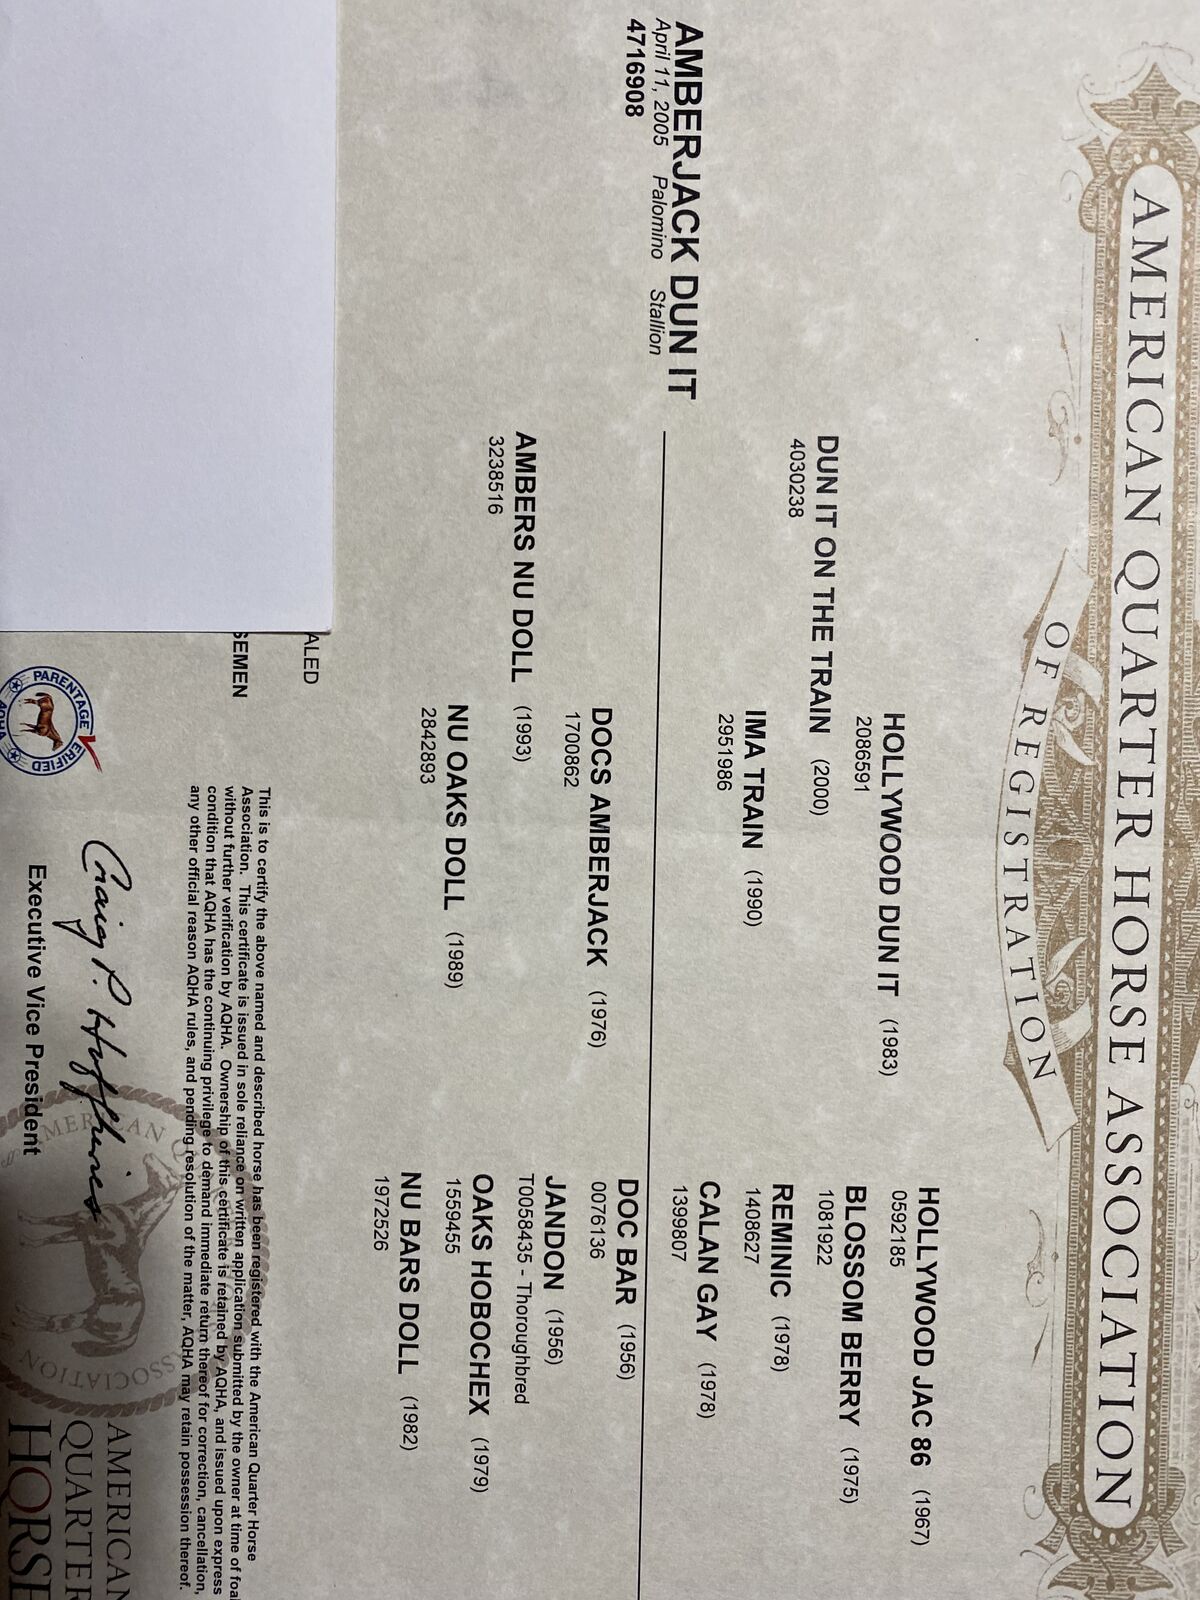 AMERICAN QUARTER HORSE ASSOCIATION
OF REGISTRATION
HOLLYWOOD JAC 86 (1967)
0592185
HOLLYWOOD DUN IT (1983)
2086591
BLOSSOM BERRY (1975)
1081922
DUN IT ON THE TRAIN (2000)
4030238
REMINIC (1978)
1408627
IMA TRAIN (1990)
2951986
CALAN GAY (1978)
1399807
AMBERJACK DUN IT
April 11, 2005 Palomino Stallion
4716908
DOC BAR (1956)
0076136
DOCS AMBERJACK (1976)
1700862
JANDON (1956)
T0058435 - Thoroughbred
AMBERS NU DOLL (1993)
3238516
OAKS HOBOCHEX (1979)
1559455
NU OAKS DOLL (1989)
2842893
NU BARS DOLL (1982)
1972526
ALED
SEMEN
This is to certify the above named and described horse has been registered with the American Quarter Horse
Association. This certificate is issued in sole reliance on written application submitted by the owner at time of foal
without further verification by AQHA. Ownership of this certificate is retained by AQHA, and issued upon express
condition that AQHA has the continuing privilege to demand immediate return thereof for correction, cancellation,
any other official reason AQHA rules, and pending resolution of the matter, AQHA may retain possession thereof.
PARENTAGE VERIFIED
AQHA
Craig P. Huffhines
Executive Vice President
AMERICAN Q
ASSOCIATION
AMERICAN
QUARTER
HORSE